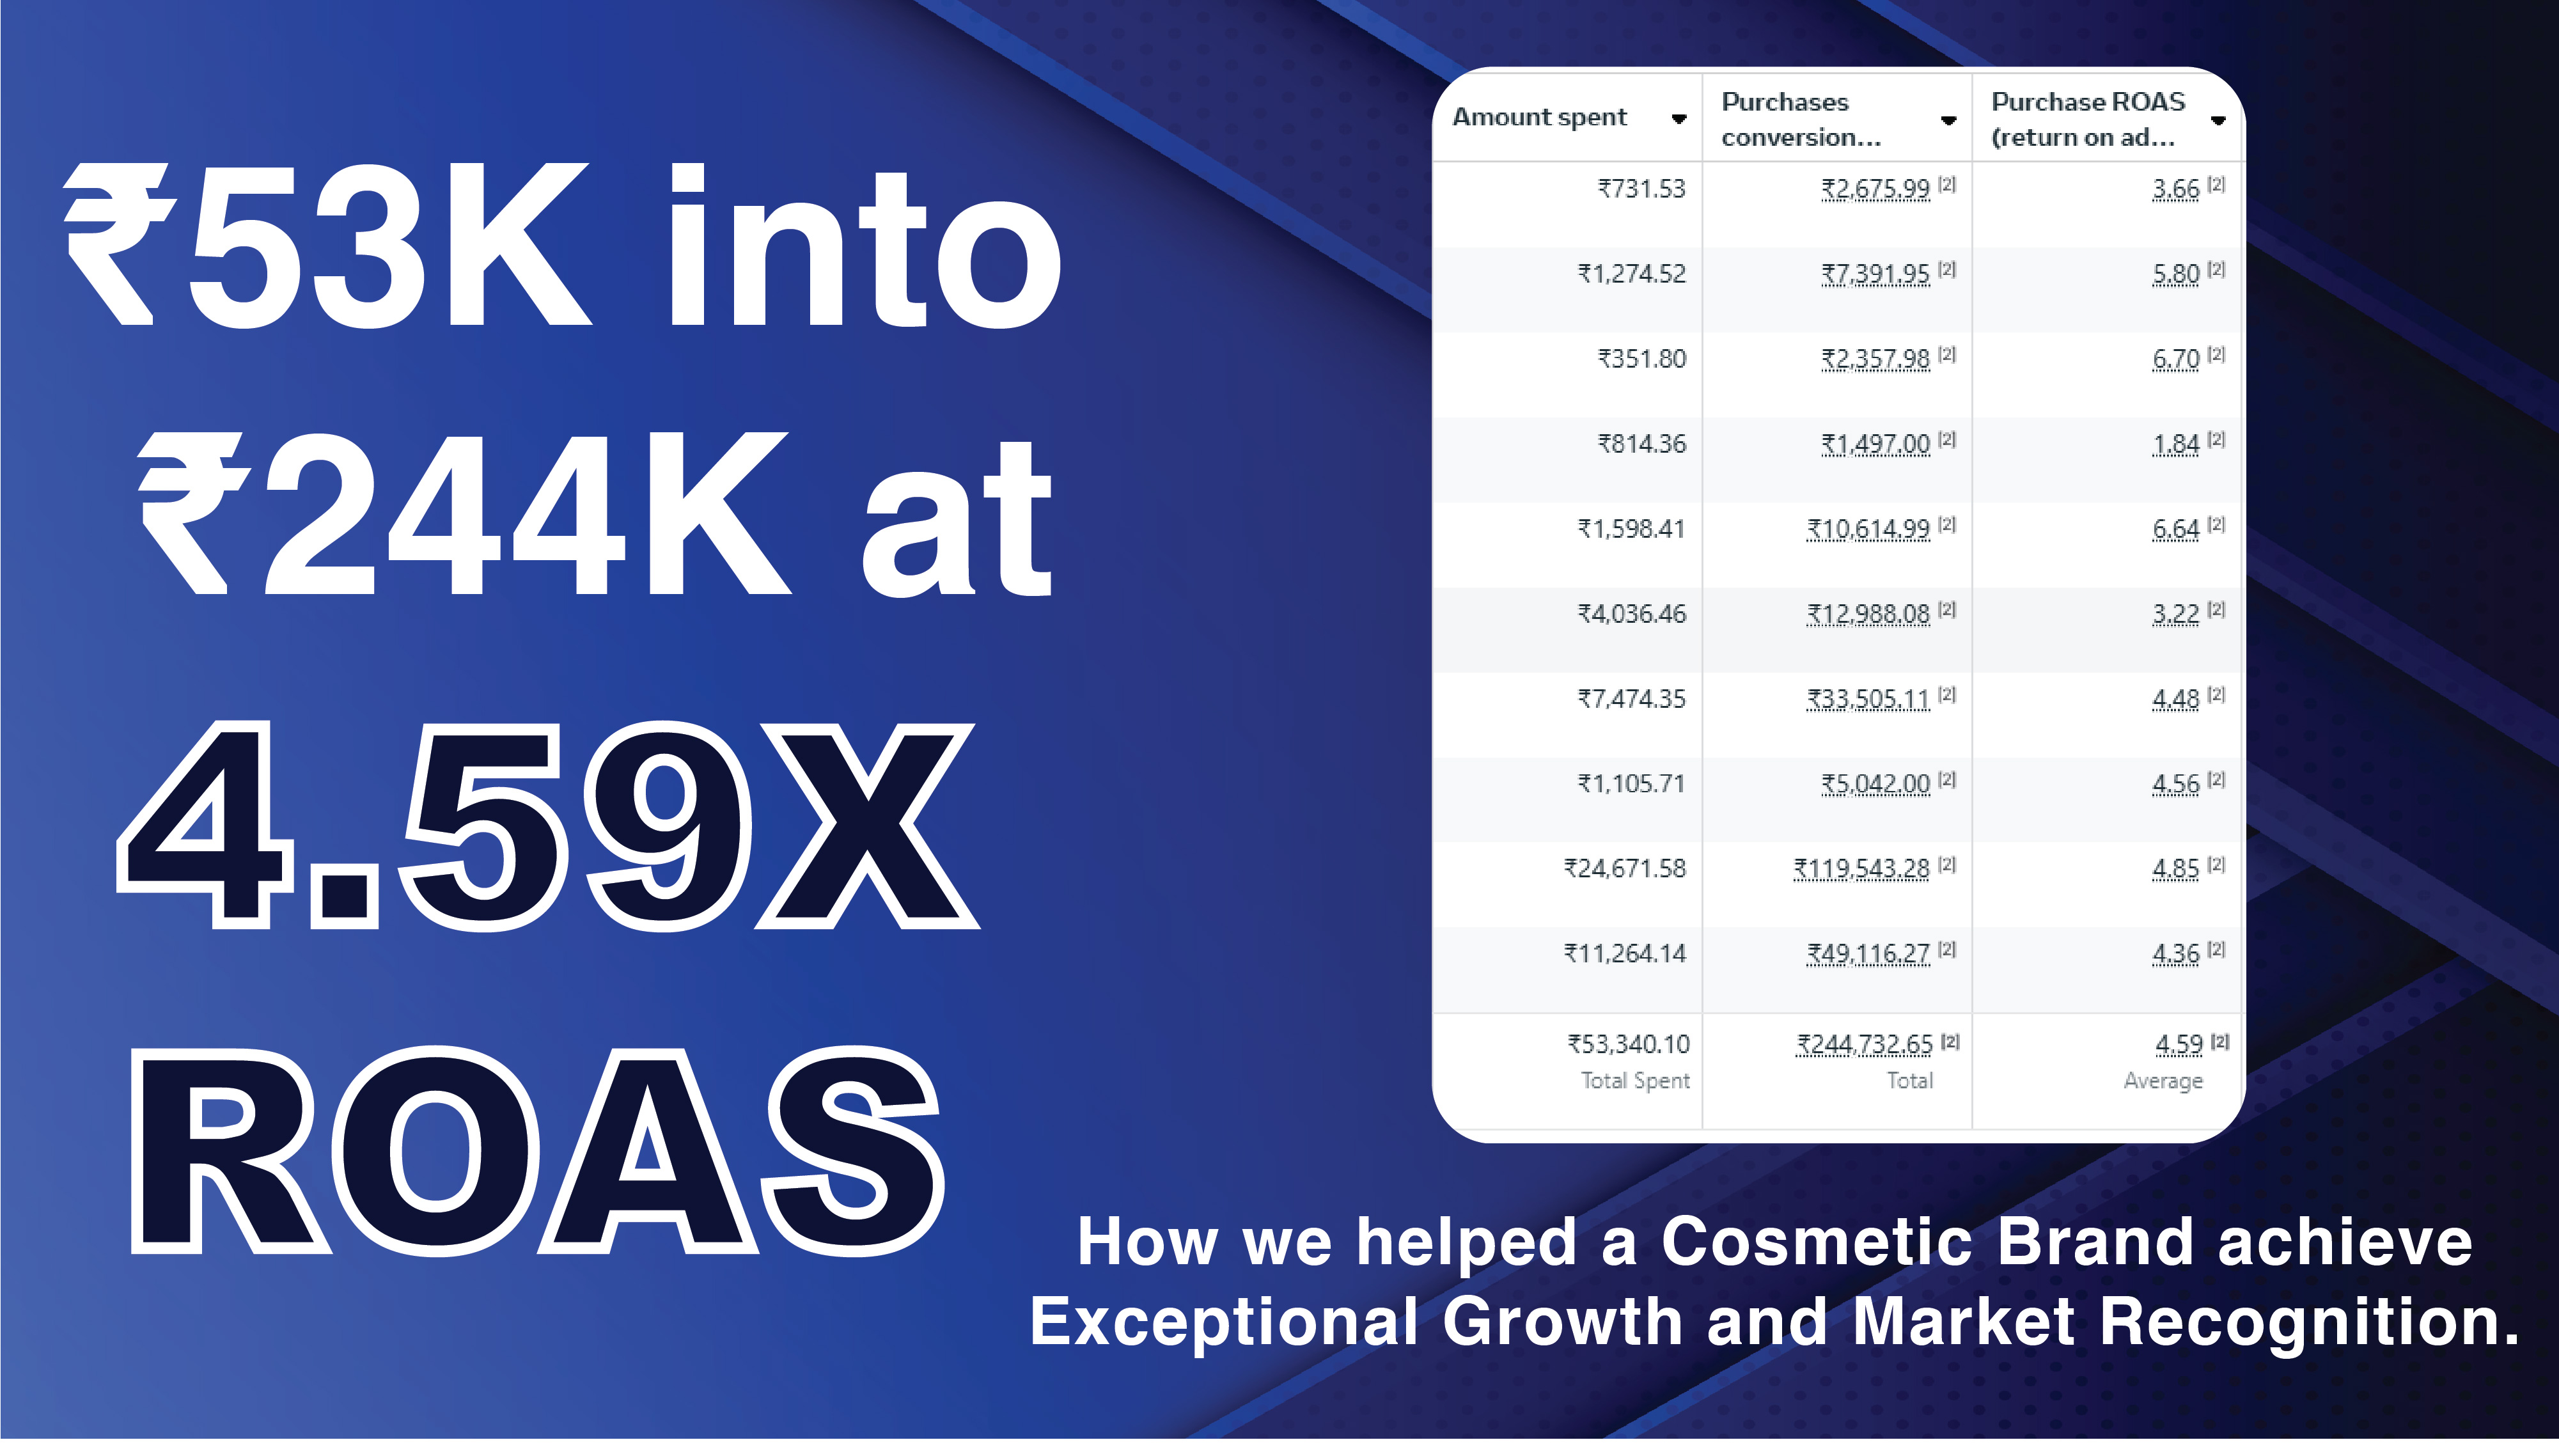 ₹53K into
₹244K at
4.59X
ROAS
Amount spent Purchases conversion... Purchase ROAS (return on ad...
₹731.53 ₹2,675.99 [2] 3.66 [2]
₹1,274.52 ₹7,391.95 [2] 5.80 [2]
₹351.80 ₹2,357.98 [2] 6.70 [2]
₹814.36 ₹1,497.00 [2] 1.84 [2]
₹1,598.41 ₹10,614.99 [2] 6.64 [2]
₹4,036.46 ₹12,988.08 [2] 3.22 [2]
₹7,474.35 ₹33,505.11 [2] 4.48 [2]
₹1,105.71 ₹5,042.00 [2] 4.56 [2]
₹24,671.58 ₹119,543.28 [2] 4.85 [2]
₹11,264.14 ₹49,116.27 [2] 4.36 [2]
₹53,340.10 ₹244,732.65 [2] 4.59 [2]
Total Spent Total Average
How we helped a Cosmetic Brand achieve
Exceptional Growth and Market Recognition.